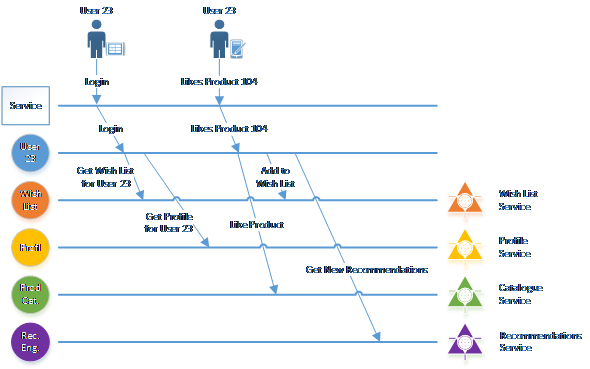 User 23
User 23
Login
Likes Product 104
Service
Login
Likes Product 104
User
23
Get Wish List
for User 23
Add to
Wish List
Wish
List
Wish List
Service
Get Profile
for User 23
Like Product
Profil
Profile
Service
Get New Recommendations
Prod
Cat.
Catalogue
Service
Rec.
Eng.
Recommendations
Service